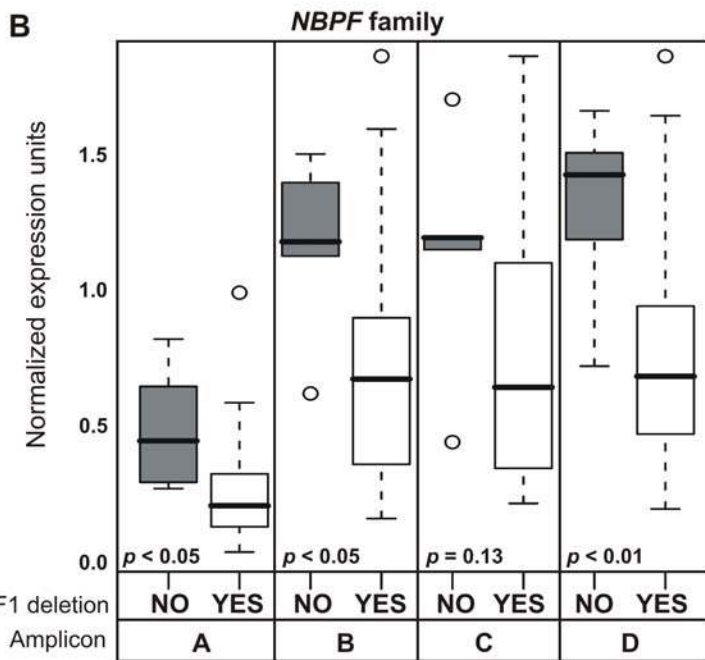 B
NBPF family
Normalized expression units
1.5
1.0
0.5
0.0
p < 0.05 p < 0.05 p = 0.13 p < 0.01
F1 deletion NO YES NO YES NO YES NO YES
Amplicon A B C D